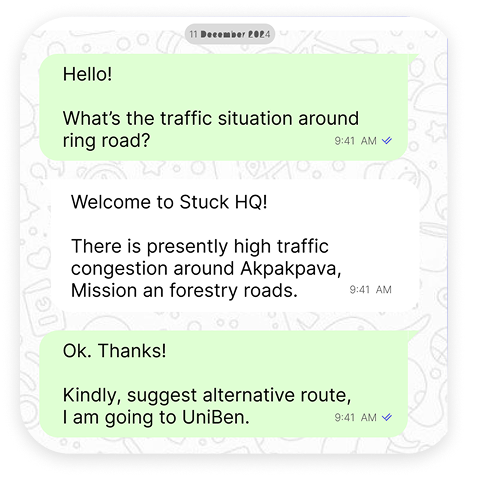 11 December 2024
Hello!
What's the traffic situation around
ring road?
9:41 AM
Welcome to Stuck HQ!
There is presently high traffic
congestion around Akpakpava,
Mission an forestry roads.
9:41 AM
Ok. Thanks!
Kindly, suggest alternative route,
I am going to UniBen.
9:41 AM